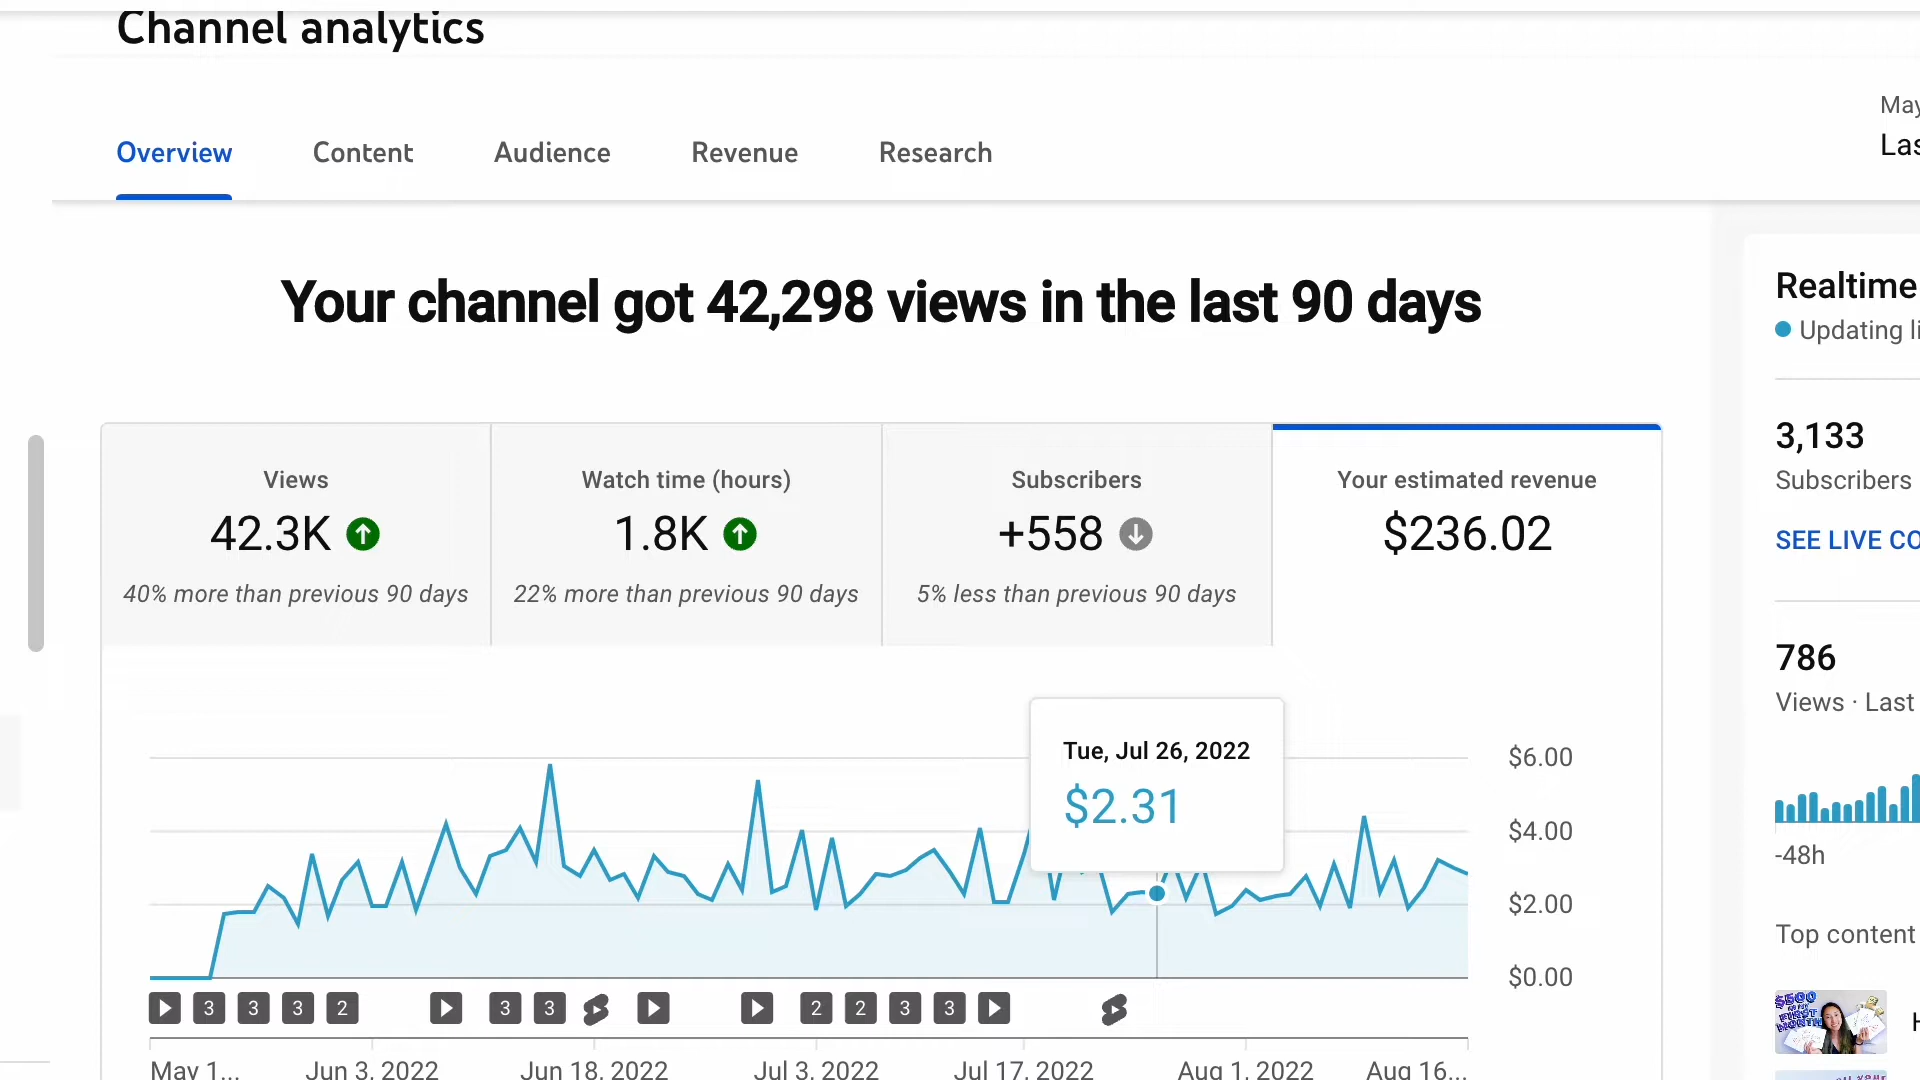 Channel analytics
May
Las
Overview
Content
Audience
Revenue
Research
Your channel got 42,298 views in the last 90 days
Realtime
Updating li
Views
42.3K
40% more than previous 90 days
Watch time (hours)
1.8K
22% more than previous 90 days
Subscribers
+558
5% less than previous 90 days
Your estimated revenue
$236.02
3,133
Subscribers
SEE LIVE CO
786
Views · Last
-48h
Top content
Tue, Jul 26, 2022
$2.31
$6.00
$4.00
$2.00
$0.00
3
3
3
2
3
3
2
2
3
3
May 1...
Jun 3, 2022
Jun 18, 2022
Jul 3, 2022
Jul 17, 2022
Aug 1, 2022
Aug 16...
$500
FIRST
MONTH
H